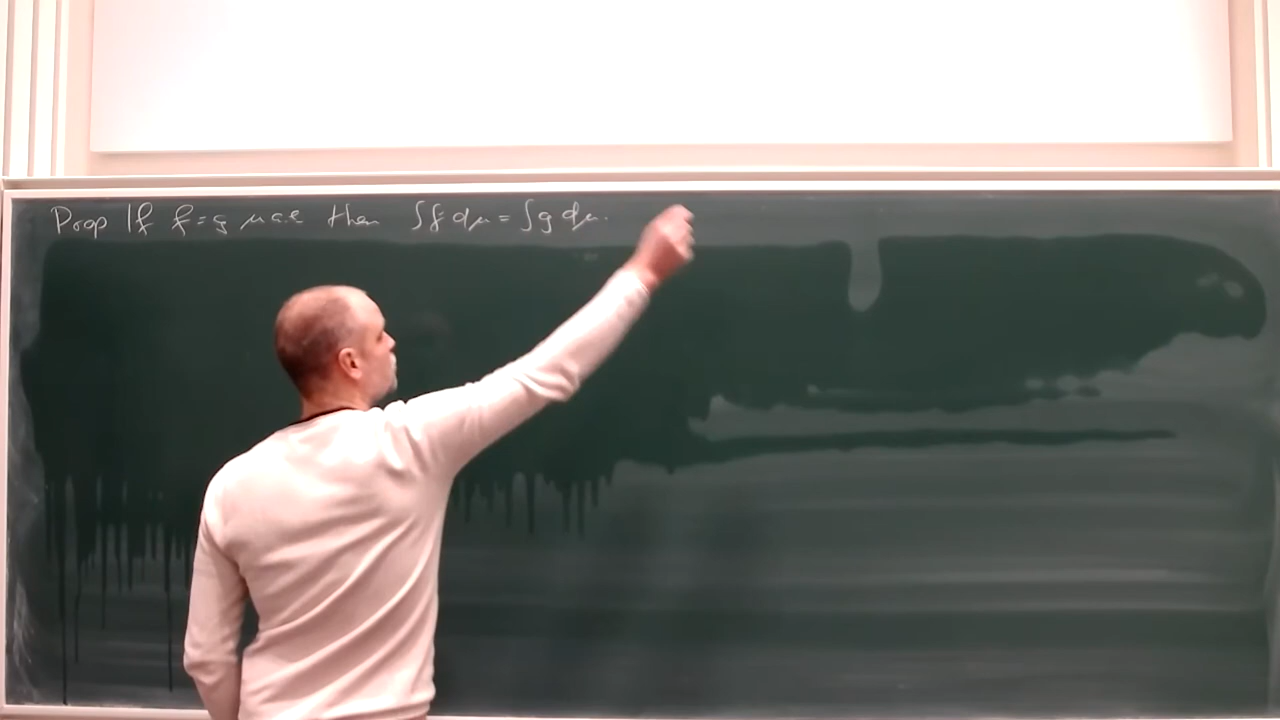 Prop If f=g μ a.e then ∫f dμ = ∫g dμ.